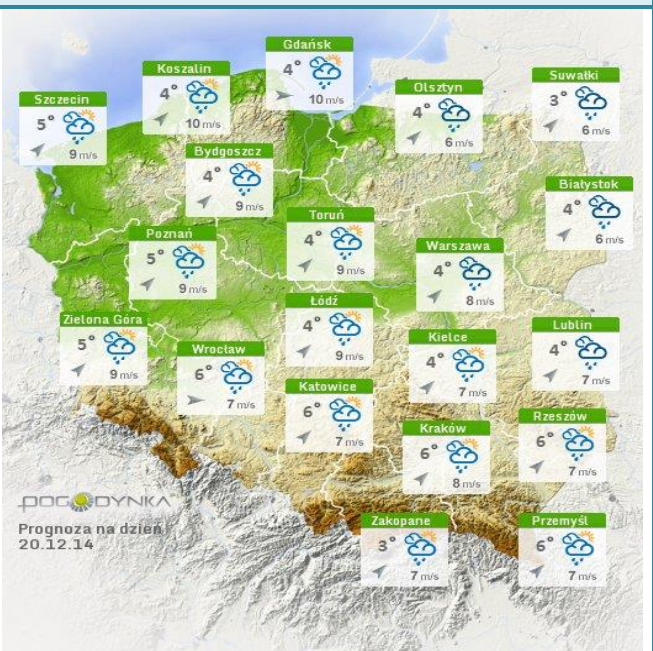 Gdańsk
4°
10 m/s
Koszalin
4°
10 m/s
Suwałki
3°
6 m/s
Olsztyn
4°
6 m/s
Szczecin
5°
9 m/s
Bydgoszcz
4°
9 m/s
Białystok
4°
6 m/s
Toruń
4°
9 m/s
Poznań
5°
9 m/s
Warszawa
4°
8 m/s
Łódź
4°
9 m/s
Zielona Góra
5°
9 m/s
Lublin
4°
7 m/s
Kielce
4°
7 m/s
Wrocław
6°
7 m/s
Katowice
6°
7 m/s
Rzeszów
6°
7 m/s
Kraków
6°
8 m/s
POGODYNKA
Prognoza na dzień
20.12.14
Zakopane
3°
7 m/s
Przemyśl
6°
7 m/s